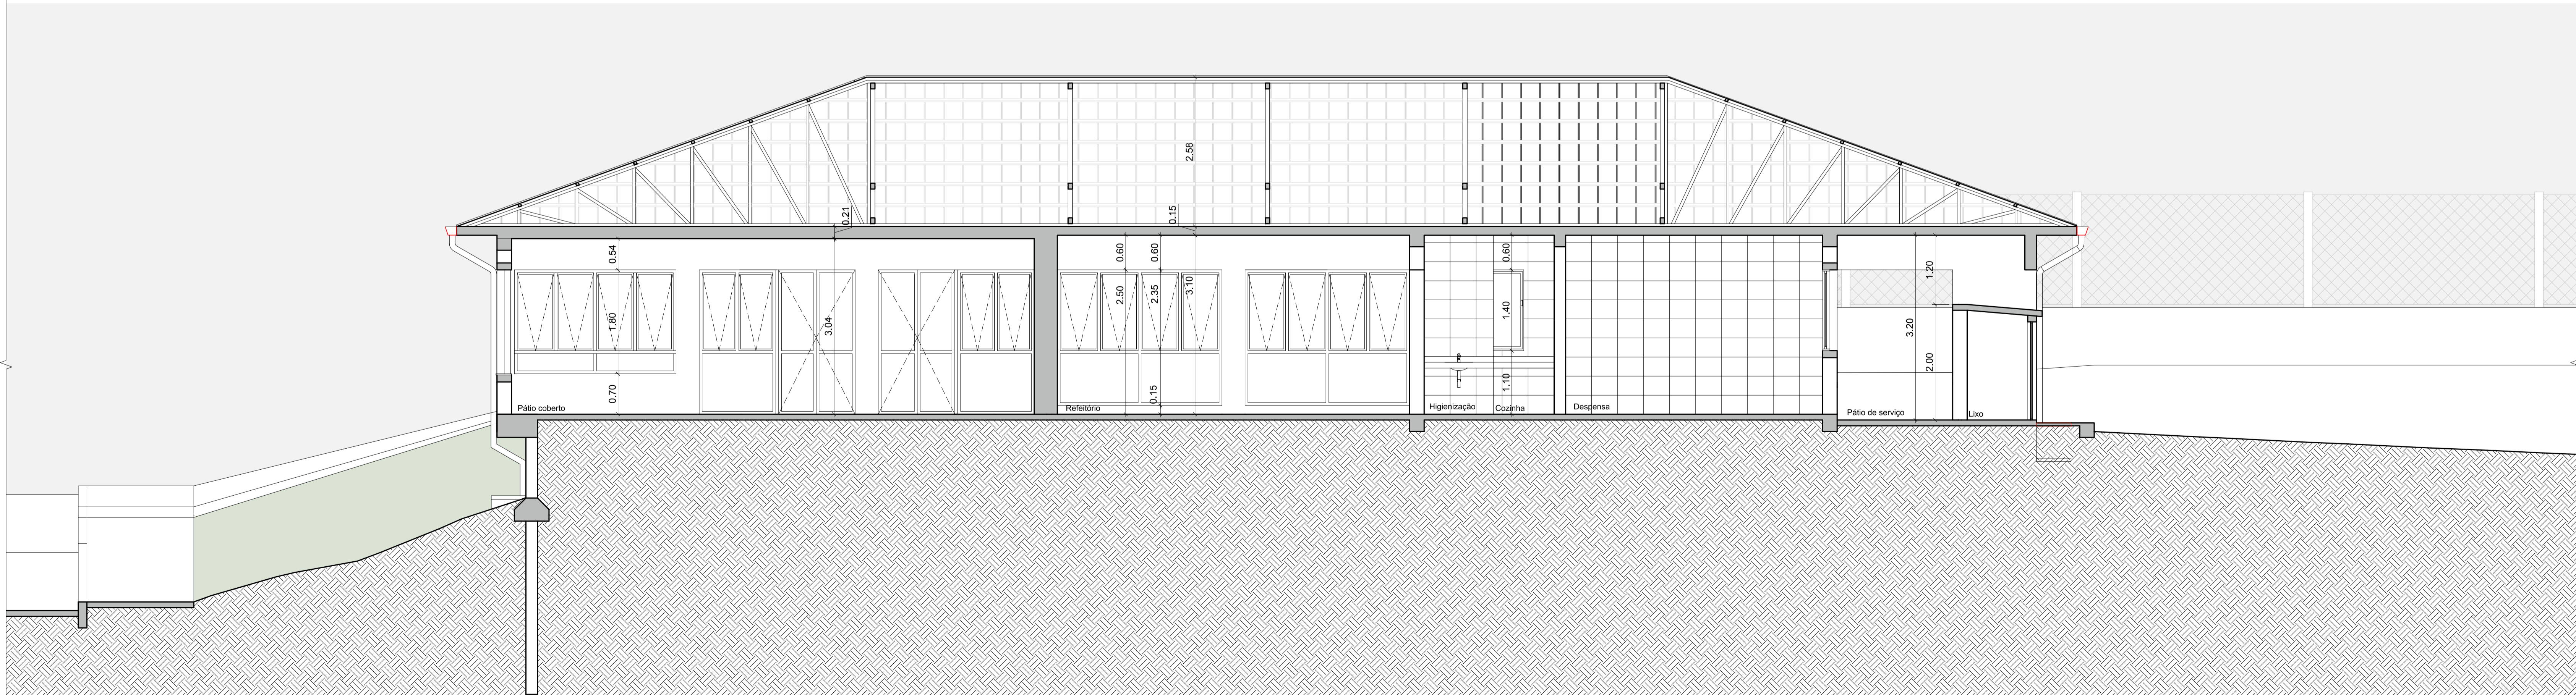 2.58
0.21
0.15
0.54
1.80
0.70
3.04
0.60
2.50
0.60
2.35
0.15
3.10
0.60
1.40
1.10
1.20
3.20
2.00
Pátio coberto
Refeitório
Higienização
Cozinha
Despensa
Pátio de serviço
Lixo